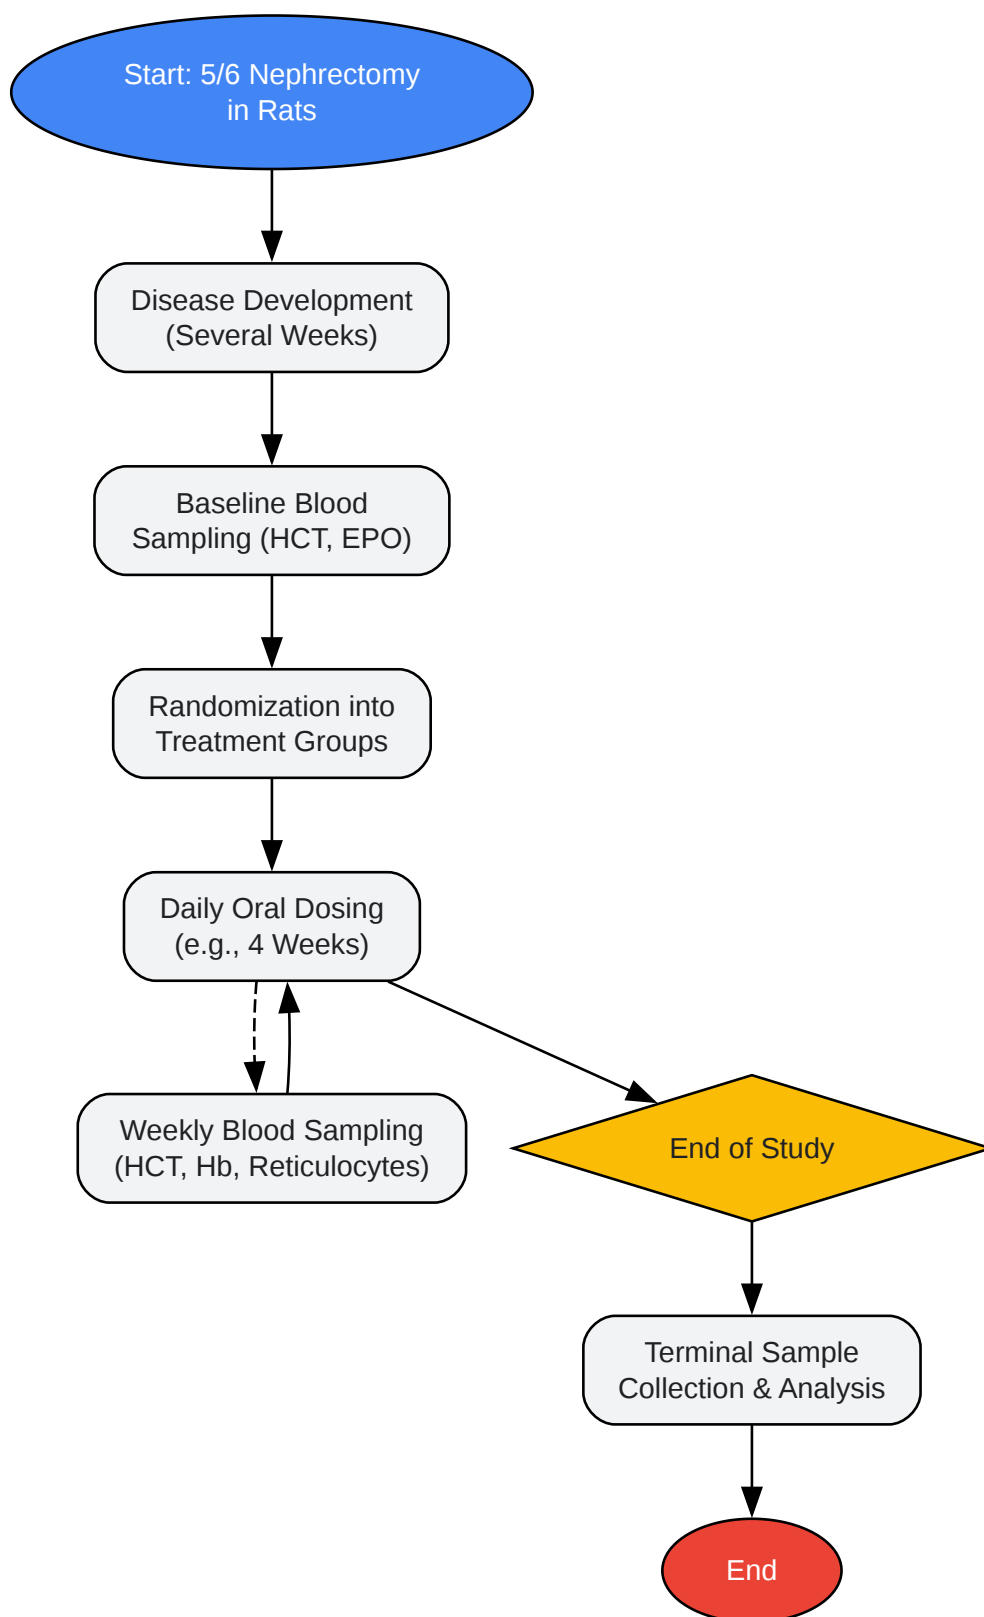 Start: 5/6 Nephrectomy
in Rats
Disease Development
(Several Weeks)
Baseline Blood
Sampling (HCT, EPO)
Randomization into
Treatment Groups
Daily Oral Dosing
(e.g., 4 Weeks)
Weekly Blood Sampling
(HCT, Hb, Reticulocytes)
End of Study
Terminal Sample
Collection & Analysis
End